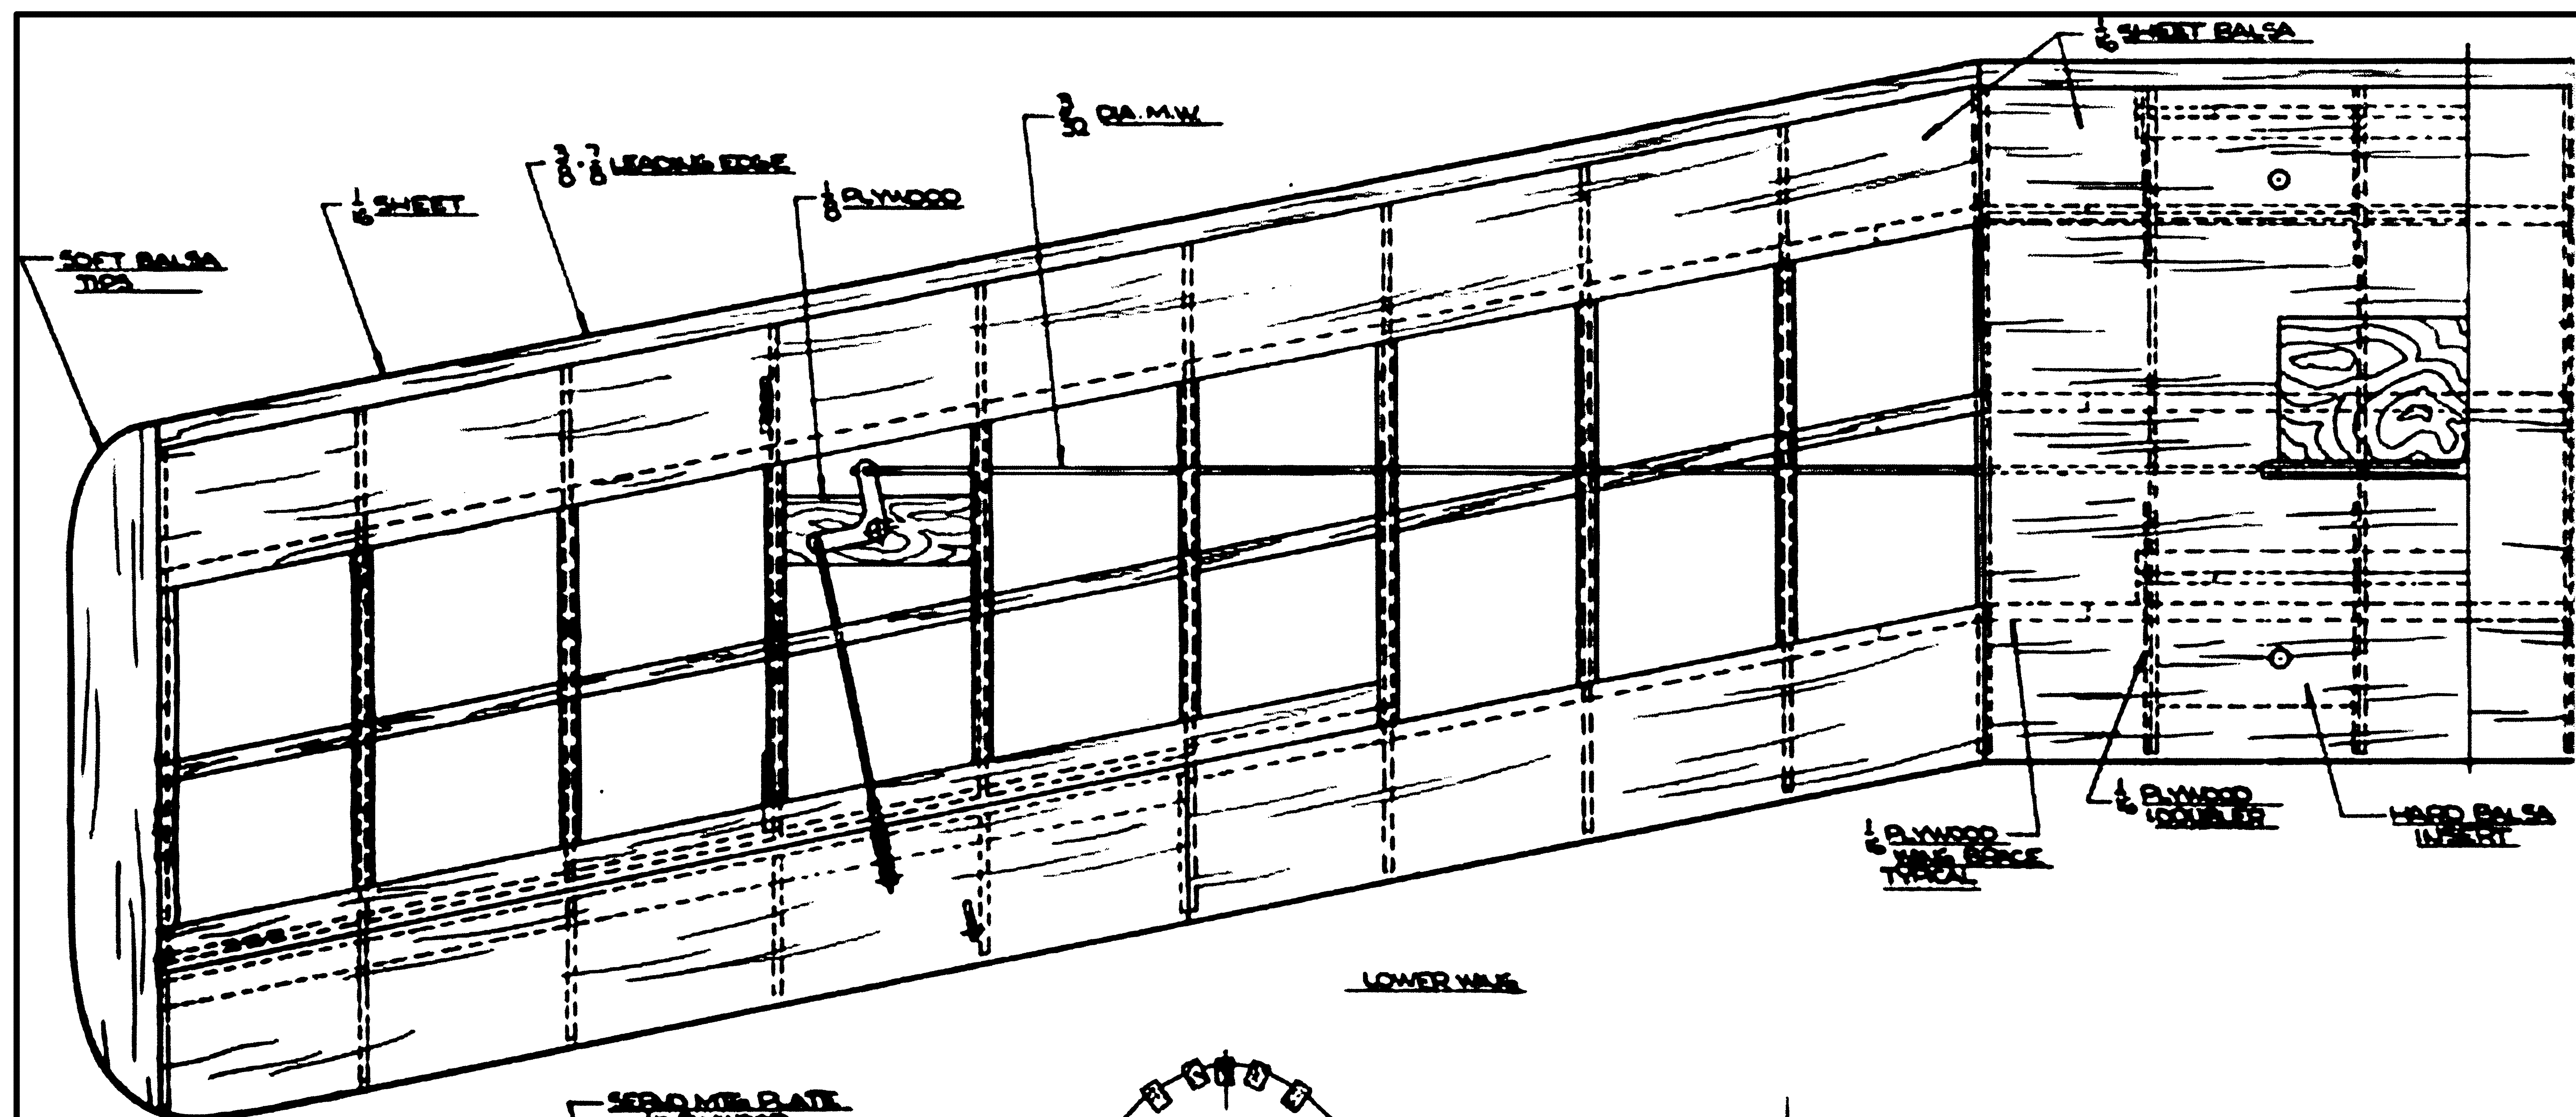 1/16 SHEET BALSA
3/32 DIA. M.W.
3/8 · 7/8 LEADING EDGE
1/8 PLYWOOD
1/16 SHEET
SOFT BALSA
TIPS
1/16 PLYWOOD
DOUBLER
HARD BALSA
INSERT
1/16 PLYWOOD
WING BRACE
TYPICAL
LOWER WING
SERVO MTG. PLATE
PLYWOOD